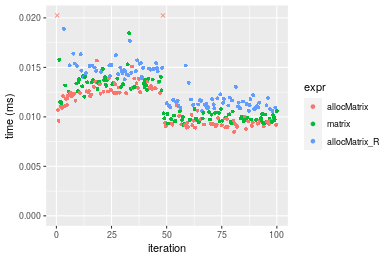 0.020
0.015
0.010
0.005
0.000
time (ms)
0
25
50
75
100
iteration
expr
allocMatrix
matrix
allocMatrix_R